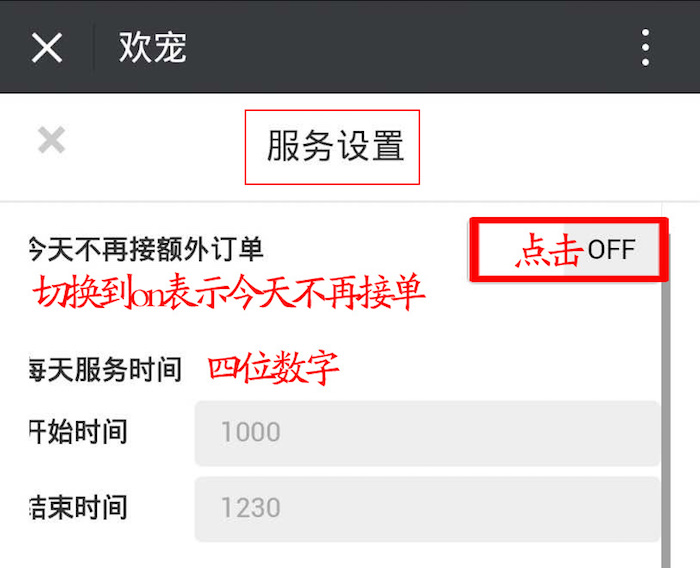 欢宠
服务设置
今天不再接额外订单
点击 OFF
切换到on表示今天不再接单
每天服务时间 四位数字
开始时间 1000
结束时间 1230